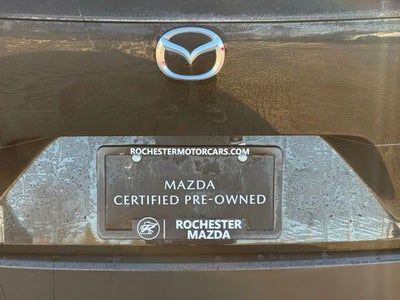 ROCHESTERMOTORCARS.COM
MAZDA
CERTIFIED PRE-OWNED
ROCHESTER
MAZDA